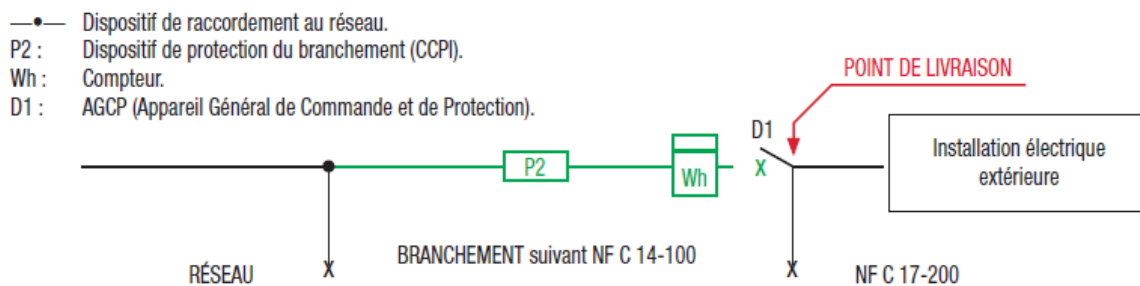 Dispositif de raccordement au réseau.
P2 : Dispositif de protection du branchement (CCPI).
Wh : Compteur.
D1 : AGCP (Appareil Général de Commande et de Protection).
POINT DE LIVRAISON
D1
P2
Wh
X
Installation électrique
extérieure
RÉSEAU
X
BRANCHEMENT suivant NF C 14-100
X
NF C 17-200